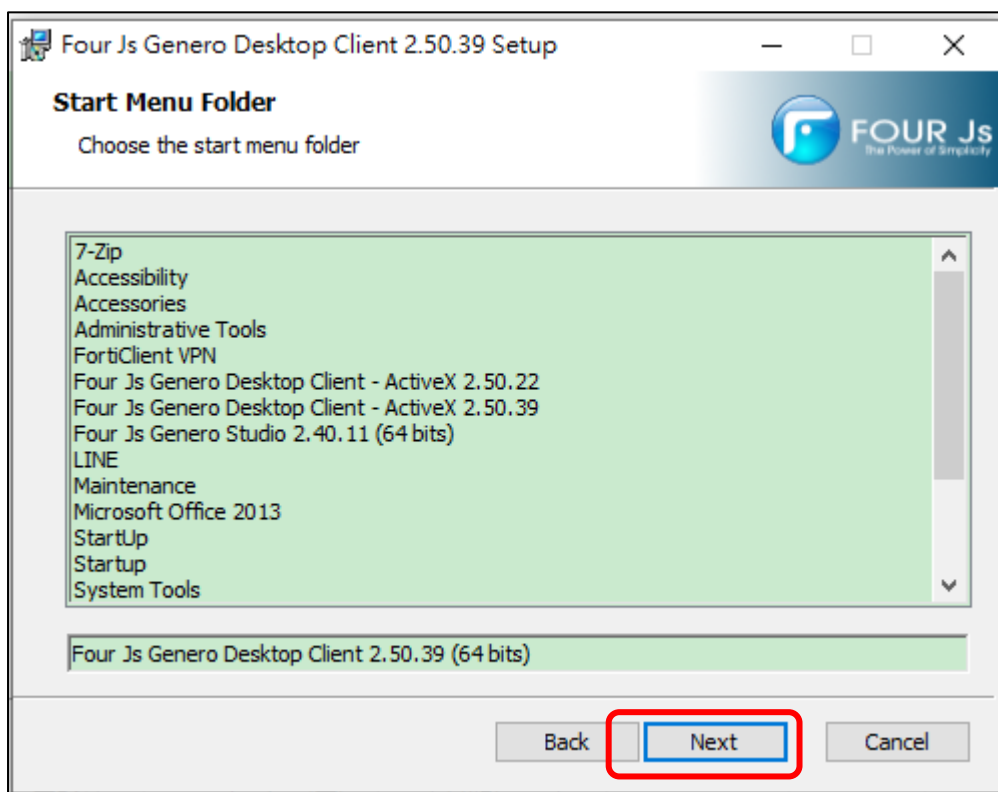 Four Js Genero Desktop Client 2.50.39 Setup
Start Menu Folder
Choose the start menu folder
FOUR Js
The Power of Simplicity
7-Zip
Accessibility
Accessories
Administrative Tools
FortiClient VPN
Four Js Genero Desktop Client - ActiveX 2.50.22
Four Js Genero Desktop Client - ActiveX 2.50.39
Four Js Genero Studio 2.40.11 (64 bits)
LINE
Maintenance
Microsoft Office 2013
StartUp
Startup
System Tools
Four Js Genero Desktop Client 2.50.39 (64 bits)
Back Next Cancel